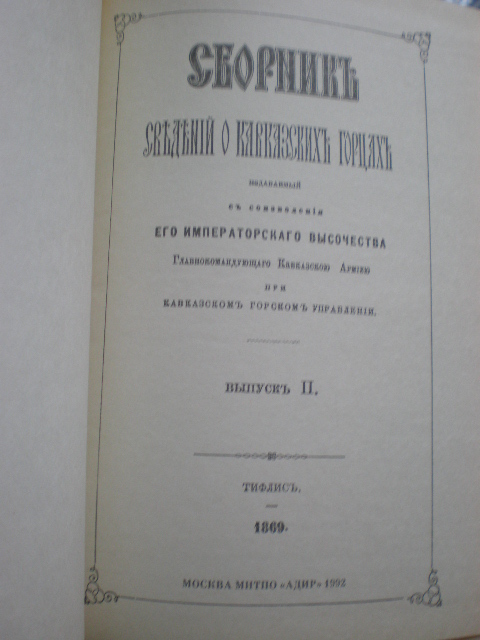 СБОРНИКЪ
СВѢДѢНІЙ О КАВКАЗСКИХЪ ГОРЦАХЪ
издаваемый
съ соизволенія
ЕГО ИМПЕРАТОРСКАГО ВЫСОЧЕСТВА
Главнокомандующаго Кавказскою Арміею
при
КАВКАЗСКОМЪ ГОРСКОМЪ УПРАВЛЕНІИ.
ВЫПУСКЪ II.
ТИФЛИСЪ.
1869.
МОСКВА МНТПО «АДИР» 1992